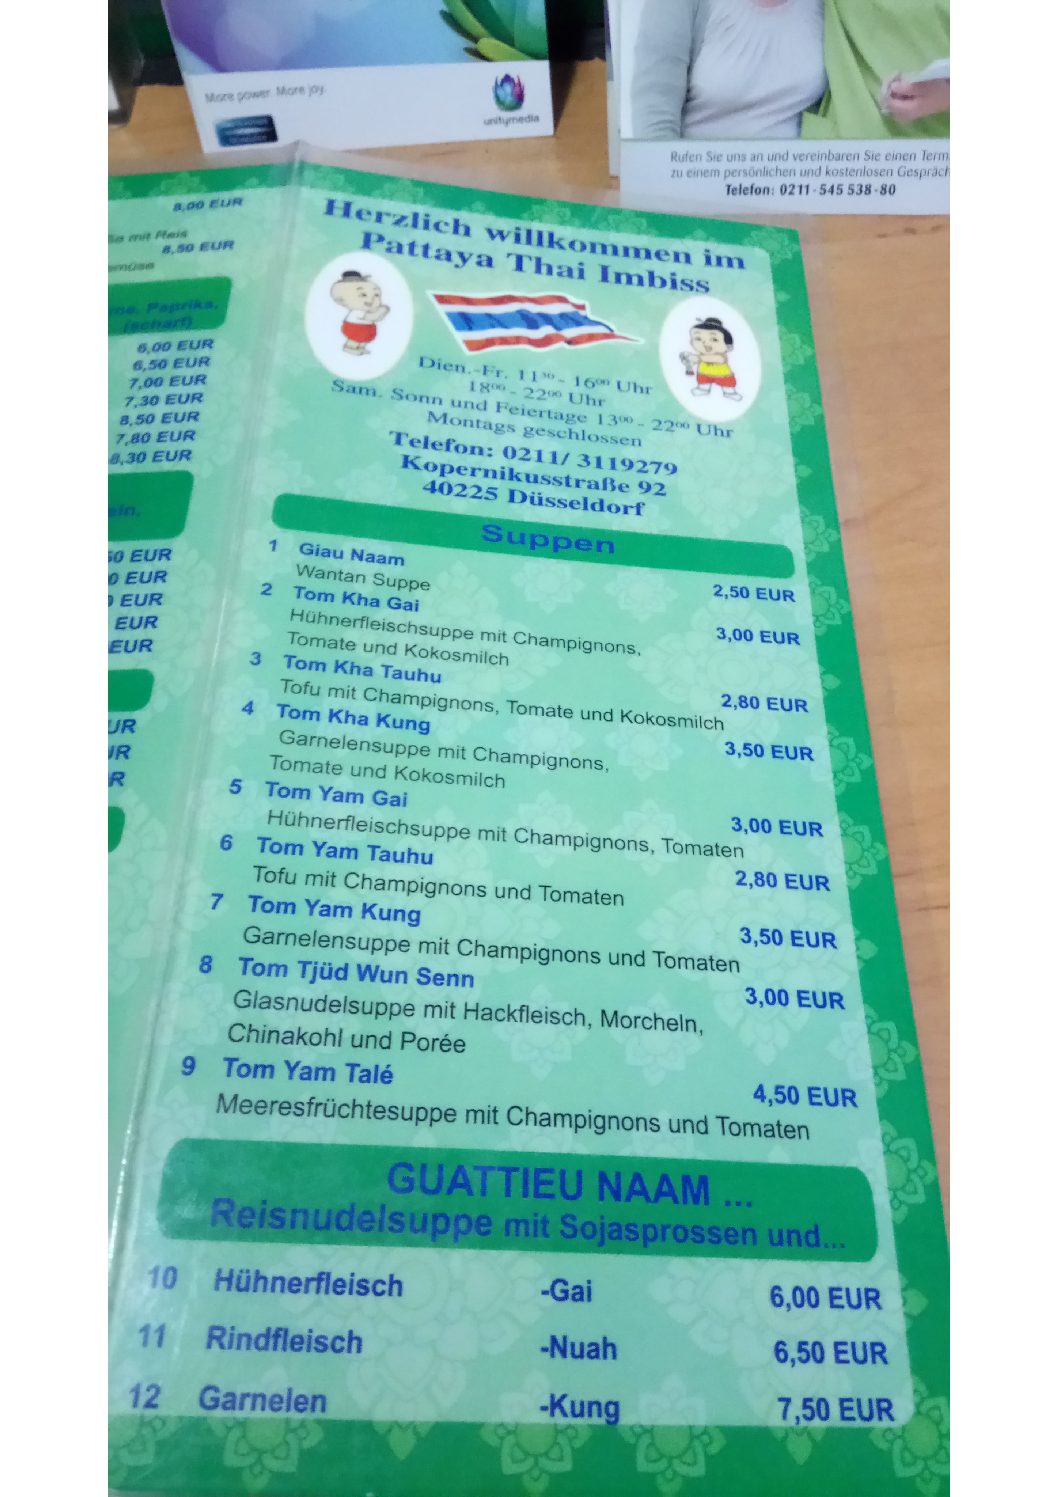 More power. More joy.
unitymedia
Rufen Sie uns an und vereinbaren Sie einen Term
zu einem persönlichen und kostenlosen Gespräch
Telefon: 0211-545 538-80
8,00 EUR
mit Reis
8,50 EUR
Paprika,
(scharf)
6,00 EUR
6,50 EUR
7,00 EUR
7,30 EUR
8,50 EUR
7,80 EUR
8,30 EUR
EUR
EUR
EUR
EUR
EUR
Herzlich willkommen im
Pattaya Thai Imbiss
Dien.-Fr. 11³⁰ - 16⁰⁰ Uhr
18⁰⁰ - 22⁰⁰ Uhr
Sam. Sonn und Feiertage 13⁰⁰ - 22⁰⁰ Uhr
Montags geschlossen
Telefon: 0211/ 3119279
Kopernikusstraße 92
40225 Düsseldorf
Suppen
1 Giau Naam 2,50 EUR
Wantan Suppe
2 Tom Kha Gai 3,00 EUR
Hühnerfleischsuppe mit Champignons,
Tomate und Kokosmilch
3 Tom Kha Tauhu 2,80 EUR
Tofu mit Champignons, Tomate und Kokosmilch
4 Tom Kha Kung 3,50 EUR
Garnelensuppe mit Champignons,
Tomate und Kokosmilch
5 Tom Yam Gai 3,00 EUR
Hühnerfleischsuppe mit Champignons, Tomaten
6 Tom Yam Tauhu 2,80 EUR
Tofu mit Champignons und Tomaten
7 Tom Yam Kung 3,50 EUR
Garnelensuppe mit Champignons und Tomaten
8 Tom Tjüd Wun Senn 3,00 EUR
Glasnudelsuppe mit Hackfleisch, Morcheln,
Chinakohl und Porée
9 Tom Yam Talé 4,50 EUR
Meeresfrüchtesuppe mit Champignons und Tomaten
GUATTIEU NAAM ...
Reisnudelsuppe mit Sojasprossen und...
10 Hühnerfleisch -Gai 6,00 EUR
11 Rindfleisch -Nuah 6,50 EUR
12 Garnelen -Kung 7,50 EUR